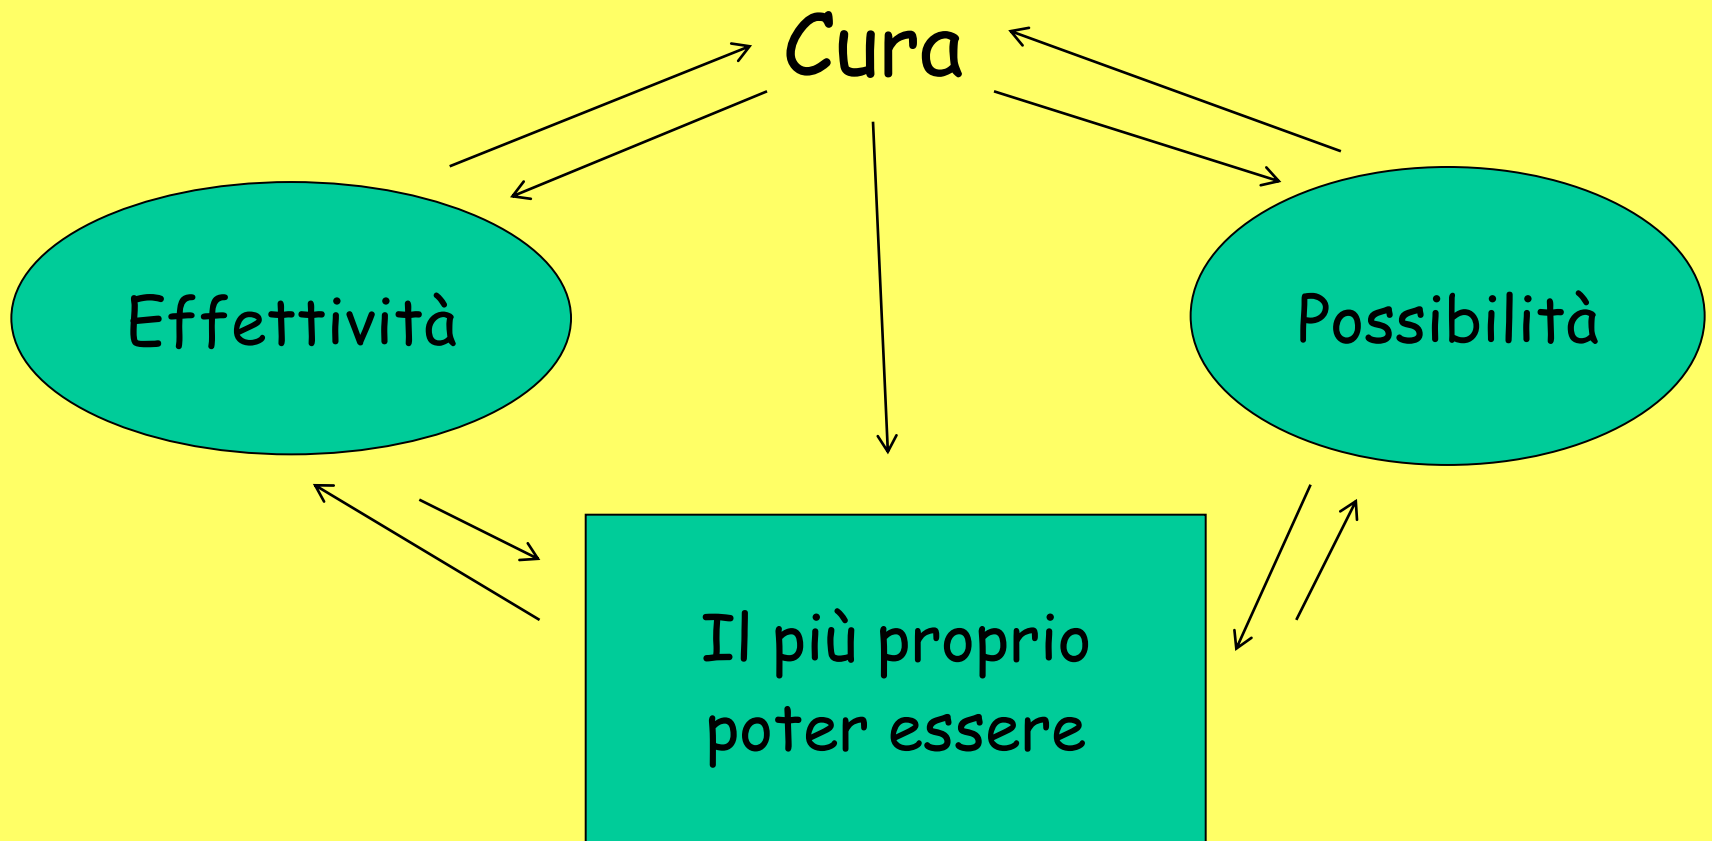 Cura
Effettività
Possibilità
Il più proprio
poter essere